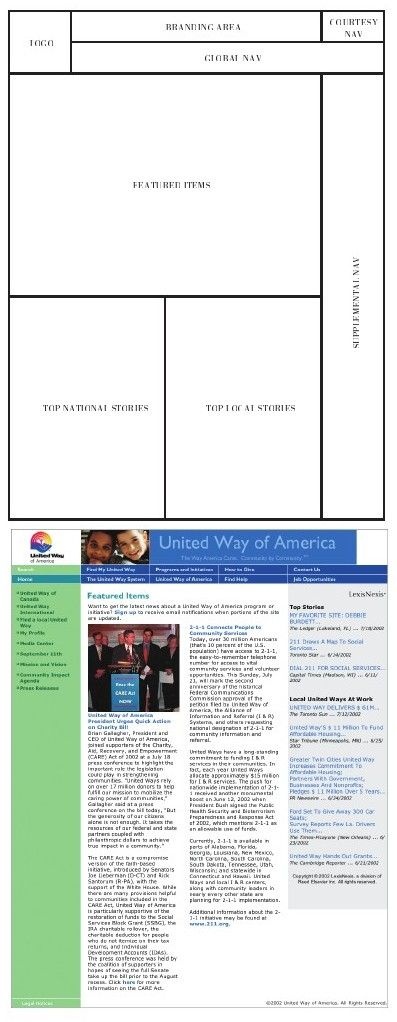 LOGO
BRANDING AREA
COURTESY
NAV
GLOBAL NAV
FEATURED ITEMS
SUPPLEMENTAL NAV
TOP NATIONAL STORIES
TOP LOCAL STORIES
United Way
of America
United Way of America
The Way America Cares. Community by Community.
Search
Find My United Way
Programs and Initiatives
How to Give
Contact Us
Home
The United Way System
United Way of America
Find Help
Job Opportunities
United Way of
Canada
United Way
International
Find a local United
Way
My Profile
Media Center
September 11th
Mission and Vision
Community Impact
Agenda
Press Releases
Legal Notices
Featured Items
Want to get the latest news about a United Way of America program or
initiative? Sign up to receive email notifications when portions of the site
are updated.
Pass the
CARE Act
NOW
United Way of America
President Urges Quick Action
on Charity Bill
Brian Gallagher, President and
CEO of United Way of America,
joined supporters of the Charity,
Aid, Recovery, and Empowerment
(CARE) Act of 2002 at a July 18
press conference to highlight the
important role the legislation
could play in strengthening
communities. "United Ways rely
on over 17 million donors to help
fulfill our mission to mobilize the
caring power of communities,"
Gallagher said at a press
conference on the bill today, "But
the generosity of our citizens
alone is not enough. It takes the
resources of our federal and state
partners coupled with
philanthropic dollars to achieve
true impact in a community."
The CARE Act is a compromise
version of the faith-based
initiative, introduced by Senators
Joe Lieberman (D-CT) and Rick
Santorum (R-PA), with the
support of the White House. While
there are many provisions helpful
to communities included in the
CARE Act, United Way of America
is particularly supportive of the
restoration of funds to the Social
Services Block Grant (SSBG), the
IRA charitable rollover, the
charitable deduction for people
who do not itemize on their tax
returns, and Individual
Development Accounts (IDAs).
The press conference was held by
the coalition of supporters in
hopes of seeing the full Senate
take up the bill prior to the August
recess. Click here for more
information on the CARE Act.
2-1-1 Connects People to
Community Services
Today, over 30 million Americans
(that's 10 percent of the U.S.
population) have access to 2-1-1,
the easy-to-remember telephone
number for access to vital
community services and volunteer
opportunities. This Sunday, July
21, will mark the second
anniversary of the historical
Federal Communications
Commission approval of the
petition filed by United Way of
America, the Alliance of
Information and Referral (I & R)
Systems, and others requesting
national designation of 2-1-1 for
community information and
referral.
United Ways have a long-standing
commitment to funding I & R
services in their communities. In
fact, each year United Ways
allocate approximately $15 million
for I & R services. The push for
nationwide implementation of 2-1-
1 received another monumental
boost on June 12, 2002 when
President Bush signed the Public
Health Security and Bioterrorism
Preparedness and Response Act
of 2002, which mentions 2-1-1 as
an allowable use of funds.
Currently, 2-1-1 is available in
parts of Alabama, Florida,
Georgia, Louisiana, New Mexico,
North Carolina, South Carolina,
South Dakota, Tennessee, Utah,
Wisconsin; and statewide in
Connecticut and Hawaii. United
Ways and local I & R centers,
along with community leaders in
nearly every other state are
planning for 2-1-1 implementation.
Additional information about the 2-
1-1 initiative may be found at
www.211.org.
LexisNexis
Top Stories
MY FAVORITE SITE: DEBBIE
BURDETT...
The Ledger (Lakeland, FL) ... 7/18/2002
211 Draws A Map To Social
Services...
Toronto Star ... 6/14/2002
DIAL 211 FOR SOCIAL SERVICES...
Capital Times (Madison, WI) ... 6/11/
2002
Local United Ways At Work
UNITED WAY DELIVERS $ 61M...
The Toronto Sun ... 7/12/2002
United Way'S $ 11 Million To Fund
Affordable Housing...
Star Tribune (Minneapolis, MN) ... 6/25/
2002
Greater Twin Cities United Way
Increases Commitment To
Affordable Housing;
Partners With Government,
Businesses And Nonprofits;
Pledges $ 11 Million Over 5 Years...
PR Newswire ... 6/24/2002
Ford Set To Give Away 300 Car
Seats;
Survey Reports Few La. Drivers
Use Them...
The Times-Picayune (New Orleans) ... 6/
23/2002
United Way Hands Out Grants...
The Cambridge Reporter ... 6/21/2002
Copyright ©2002 LexisNexis, a division of
Reed Elsevier Inc. All rights reserved.
©2002 United Way of America. All Rights Reserved.